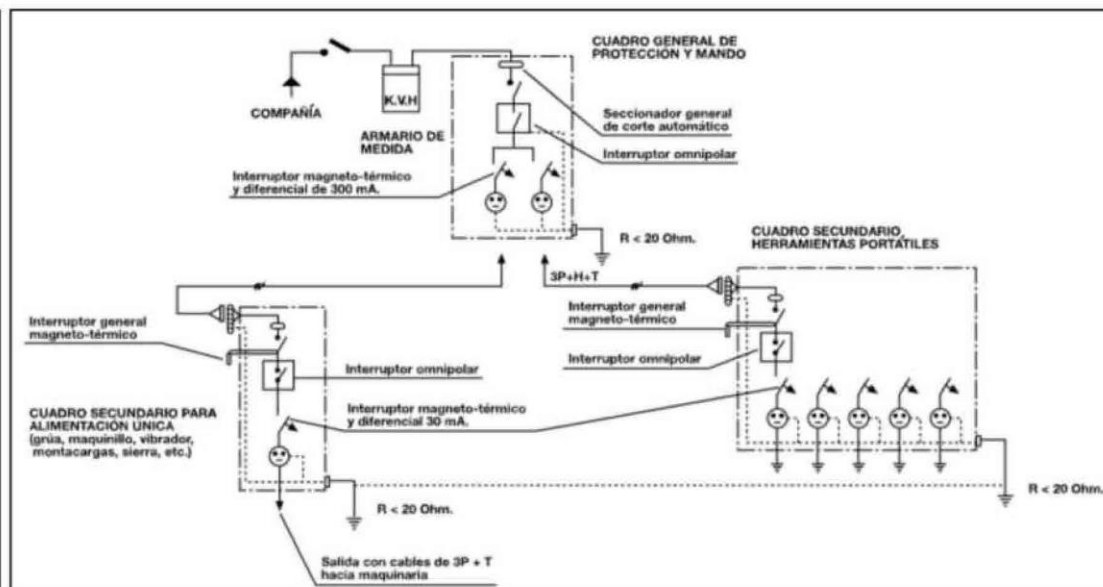 CUADRO GENERAL DE
PROTECCIÓN Y MANDO
COMPAÑÍA
K.V.H
ARMARIO DE
MEDIDA
Seccionador general
de corte automático
Interruptor omnipolar
Interruptor magneto-térmico
y diferencial de 300 mA.
R < 20 Ohm.
CUADRO SECUNDARIO,
HERRAMIENTAS PORTÁTILES
3P+H+T
Interruptor general
magneto-térmico
Interruptor general
magneto-térmico
Interruptor omnipolar
Interruptor omnipolar
CUADRO SECUNDARIO PARA
ALIMENTACIÓN ÚNICA
(grúa, maquinillo, vibrador,
montacargas, sierra, etc.)
Interruptor magneto-térmico
y diferencial 30 mA.
R < 20 Ohm.
R < 20 Ohm.
Salida con cables de 3P + T
hacia maquinaria